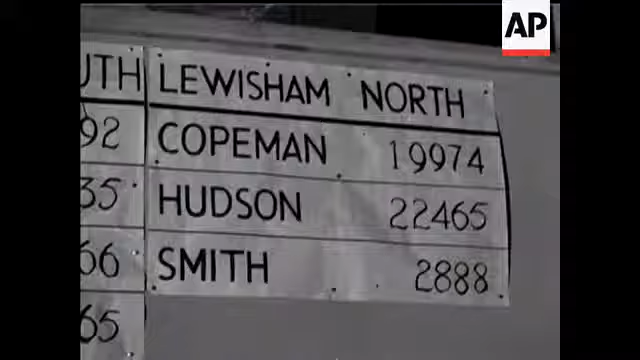 AP
UTH LEWISHAM NORTH
92 COPEMAN 19974
35 HUDSON 22465
66 SMITH 2888
65